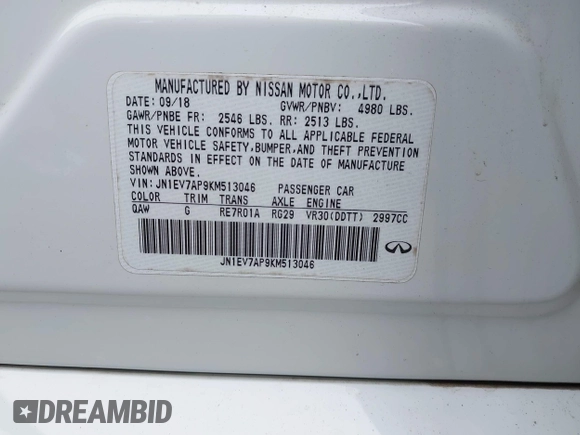 MANUFACTURED BY NISSAN MOTOR CO.,LTD.
DATE: 09/18 GVWR/PNBV: 4980 LBS.
GAWR/PNBE FR: 2546 LBS. RR: 2513 LBS.
THIS VEHICLE CONFORMS TO ALL APPLICABLE FEDERAL
MOTOR VEHICLE SAFETY,BUMPER,AND THEFT PREVENTION
STANDARDS IN EFFECT ON THE DATE OF MANUFACTURE
SHOWN ABOVE.
VIN: JN1EV7AP9KM513046 PASSENGER CAR
COLOR TRIM TRANS AXLE ENGINE
QAW G RE7R01A RG29 VR30(DDTT) 2997CC
JN1EV7AP9KM513046
DREAMBID